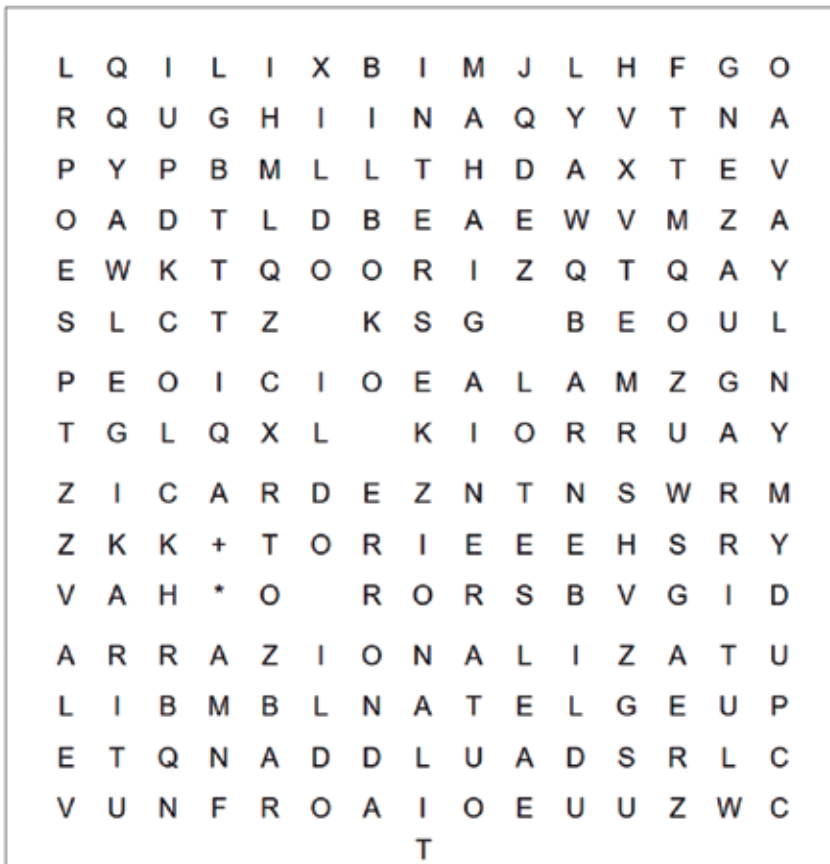 L Q I L I X B I M J L H F G O
R Q U G H I I N A Q Y V T N A
P Y P B M L L T H D A X T E V
O A D T L D B E A E W V M Z A
E W K T Q O O R I Z Q T Q A Y
S L C T Z K S G B E O U L
P E O I C I O E A L A M Z G N
T G L Q X L K I O R R U A Y
Z I C A R D E Z N T N S W R M
Z K K + T O R I E E E H S R Y
V A H * O R O R S B V G I D
A R R A Z I O N A L I Z A T U
L I B M B L N A T E L G E U P
E T Q N A D D L U A D S R L C
V U N F R O A I O E U U Z W C
T